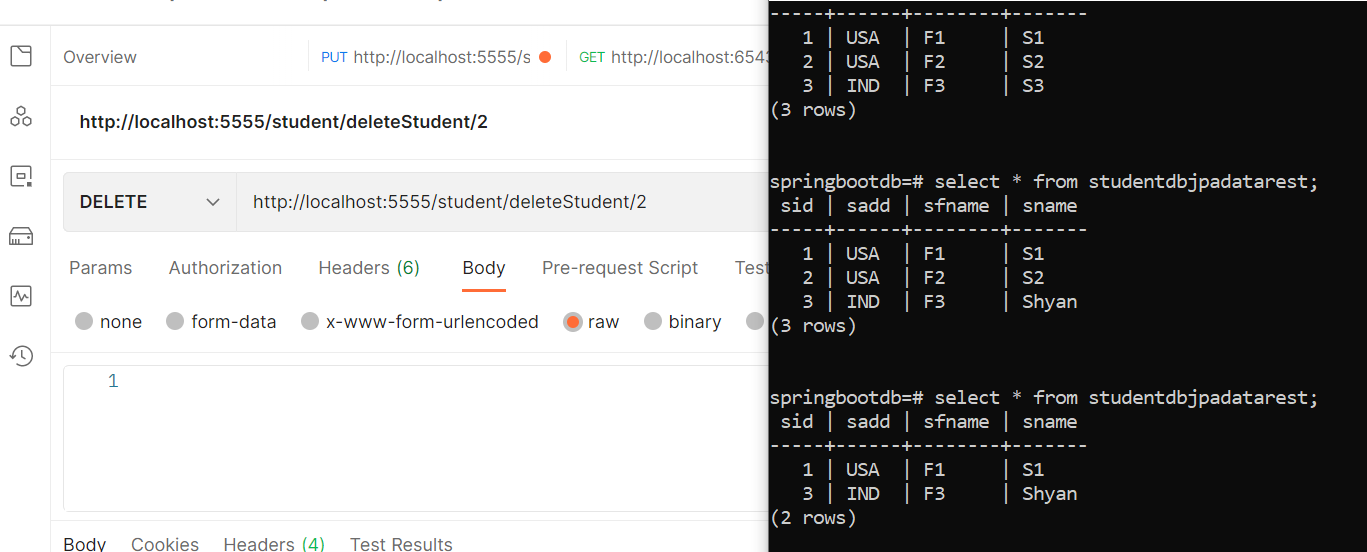 Overview
PUT http://localhost:5555/s
GET http://localhost:654
http://localhost:5555/student/deleteStudent/2
DELETE
http://localhost:5555/student/deleteStudent/2
Params Authorization Headers (6) Body Pre-request Script Test
none form-data x-www-form-urlencoded raw binary
1
Body Cookies Headers (4) Test Results
-----+------+--------+-------
1 | USA | F1 | S1
2 | USA | F2 | S2
3 | IND | F3 | S3
(3 rows)
springbootdb=# select * from studentdbjpadatarest;
sid | sadd | sfname | sname
-----+------+--------+-------
1 | USA | F1 | S1
2 | USA | F2 | S2
3 | IND | F3 | Shyan
(3 rows)
springbootdb=# select * from studentdbjpadatarest;
sid | sadd | sfname | sname
-----+------+--------+-------
1 | USA | F1 | S1
3 | IND | F3 | Shyan
(2 rows)